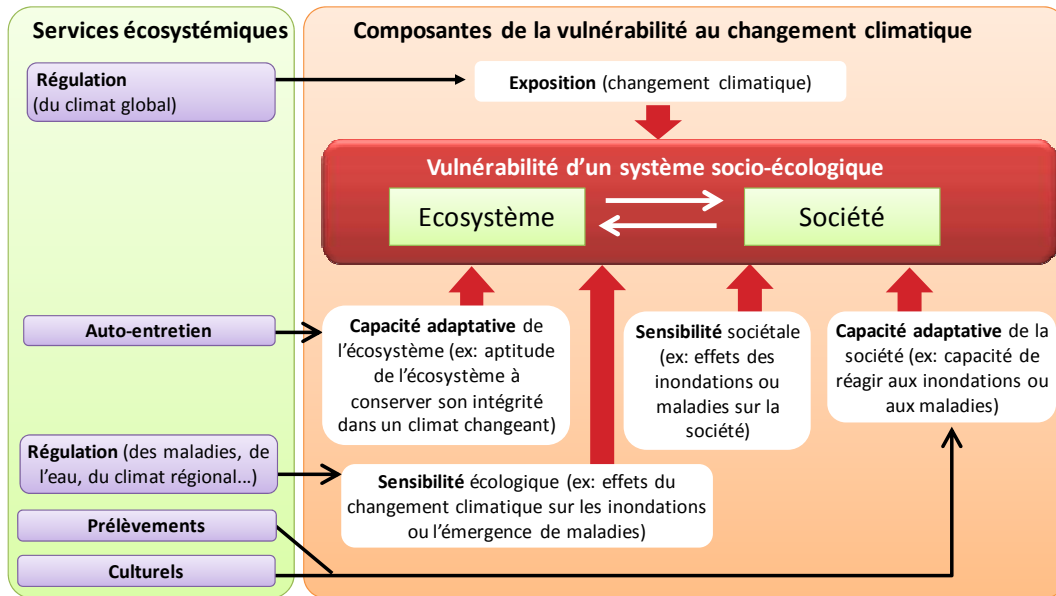 Services écosystémiques
Régulation
(du climat global)
Auto-entretien
Régulation (des maladies, de
l'eau, du climat régional...)
Prélèvements
Culturels
Composantes de la vulnérabilité au changement climatique
Exposition (changement climatique)
Vulnérabilité d'un système socio-écologique
Ecosystème
Société
Capacité adaptative de
l'écosystème (ex: aptitude
de l'écosystème à
conserver son intégrité
dans un climat changeant)
Sensibilité sociétale
(ex: effets des
inondations ou
maladies sur la
société)
Capacité adaptative de la
société (ex: capacité de
réagir aux inondations ou
aux maladies)
Sensibilité écologique (ex: effets du
changement climatique sur les inondations
ou l'émergence de maladies)